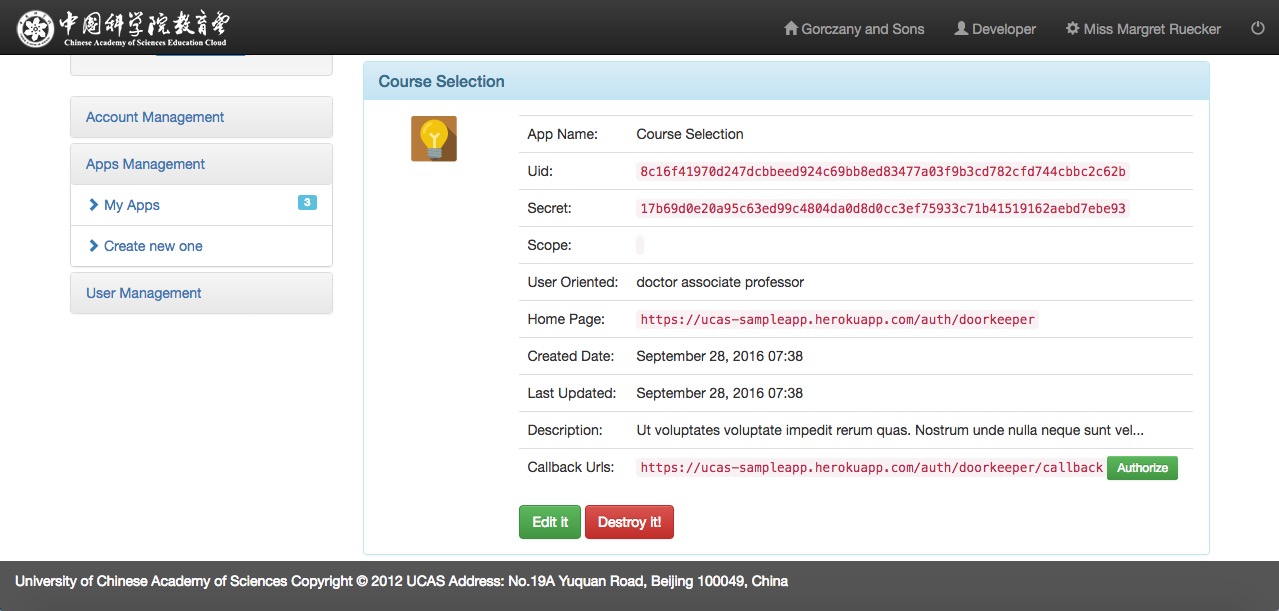 中国科学院教育云
Chinese Academy of Sciences Education Cloud
Gorczany and Sons
Developer
Miss Margret Ruecker
Account Management
Apps Management
My Apps
3
Create new one
User Management
Course Selection
App Name: Course Selection
Uid: 8c16f41970d247dcbbeed924c69bb8ed83477a03f9b3cd782cfd744cbbc2c62b
Secret: 17b69d0e20a95c63ed99c4804da0d8d0cc3ef75933c71b41519162aebd7ebe93
Scope:
User Oriented: doctor associate professor
Home Page: https://ucas-sampleapp.herokuapp.com/auth/doorkeeper
Created Date: September 28, 2016 07:38
Last Updated: September 28, 2016 07:38
Description: Ut voluptates voluptate impedit rerum quas. Nostrum unde nulla neque sunt vel...
Callback Urls: https://ucas-sampleapp.herokuapp.com/auth/doorkeeper/callback Authorize
Edit it
Destroy it!
University of Chinese Academy of Sciences Copyright © 2012 UCAS Address: No.19A Yuquan Road, Beijing 100049, China